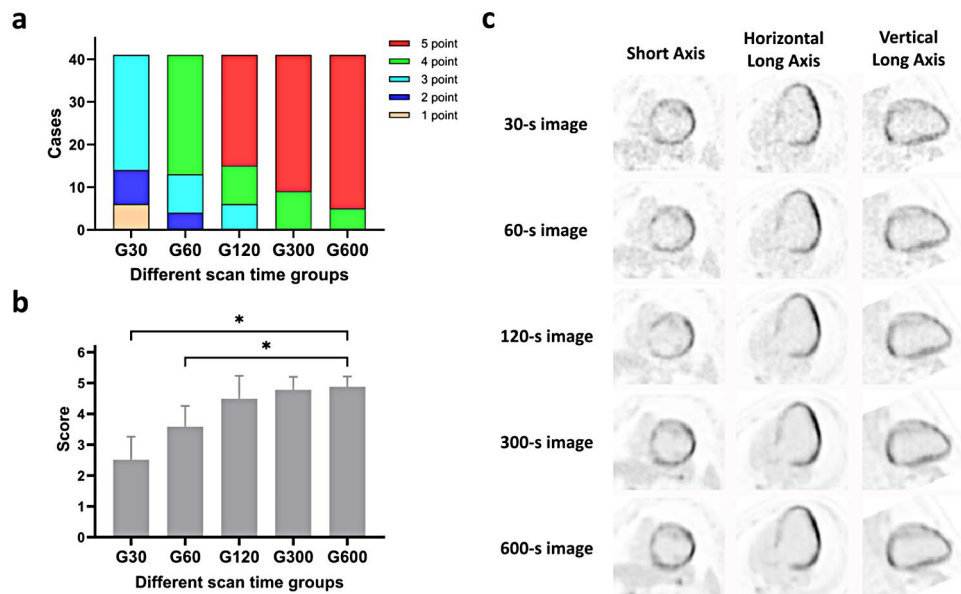 a
5 point
4 point
3 point
2 point
1 point
Cases
40
30
20
10
0
G30 G60 G120 G300 G600
Different scan time groups
b
*
*
Score
6
5
4
3
2
1
0
G30 G60 G120 G300 G600
Different scan time groups
c
Short Axis
Horizontal
Long Axis
Vertical
Long Axis
30-s image
60-s image
120-s image
300-s image
600-s image